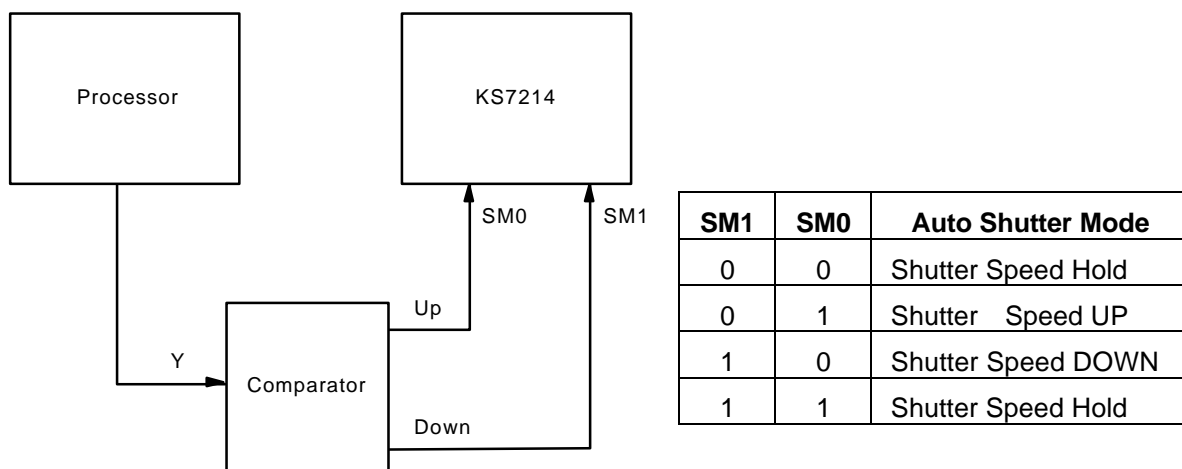 Processor
KS7214
SM0
SM1
Up
Y
Comparator
Down
SM1 SM0 Auto Shutter Mode
0 0 Shutter Speed Hold
0 1 Shutter Speed UP
1 0 Shutter Speed DOWN
1 1 Shutter Speed Hold